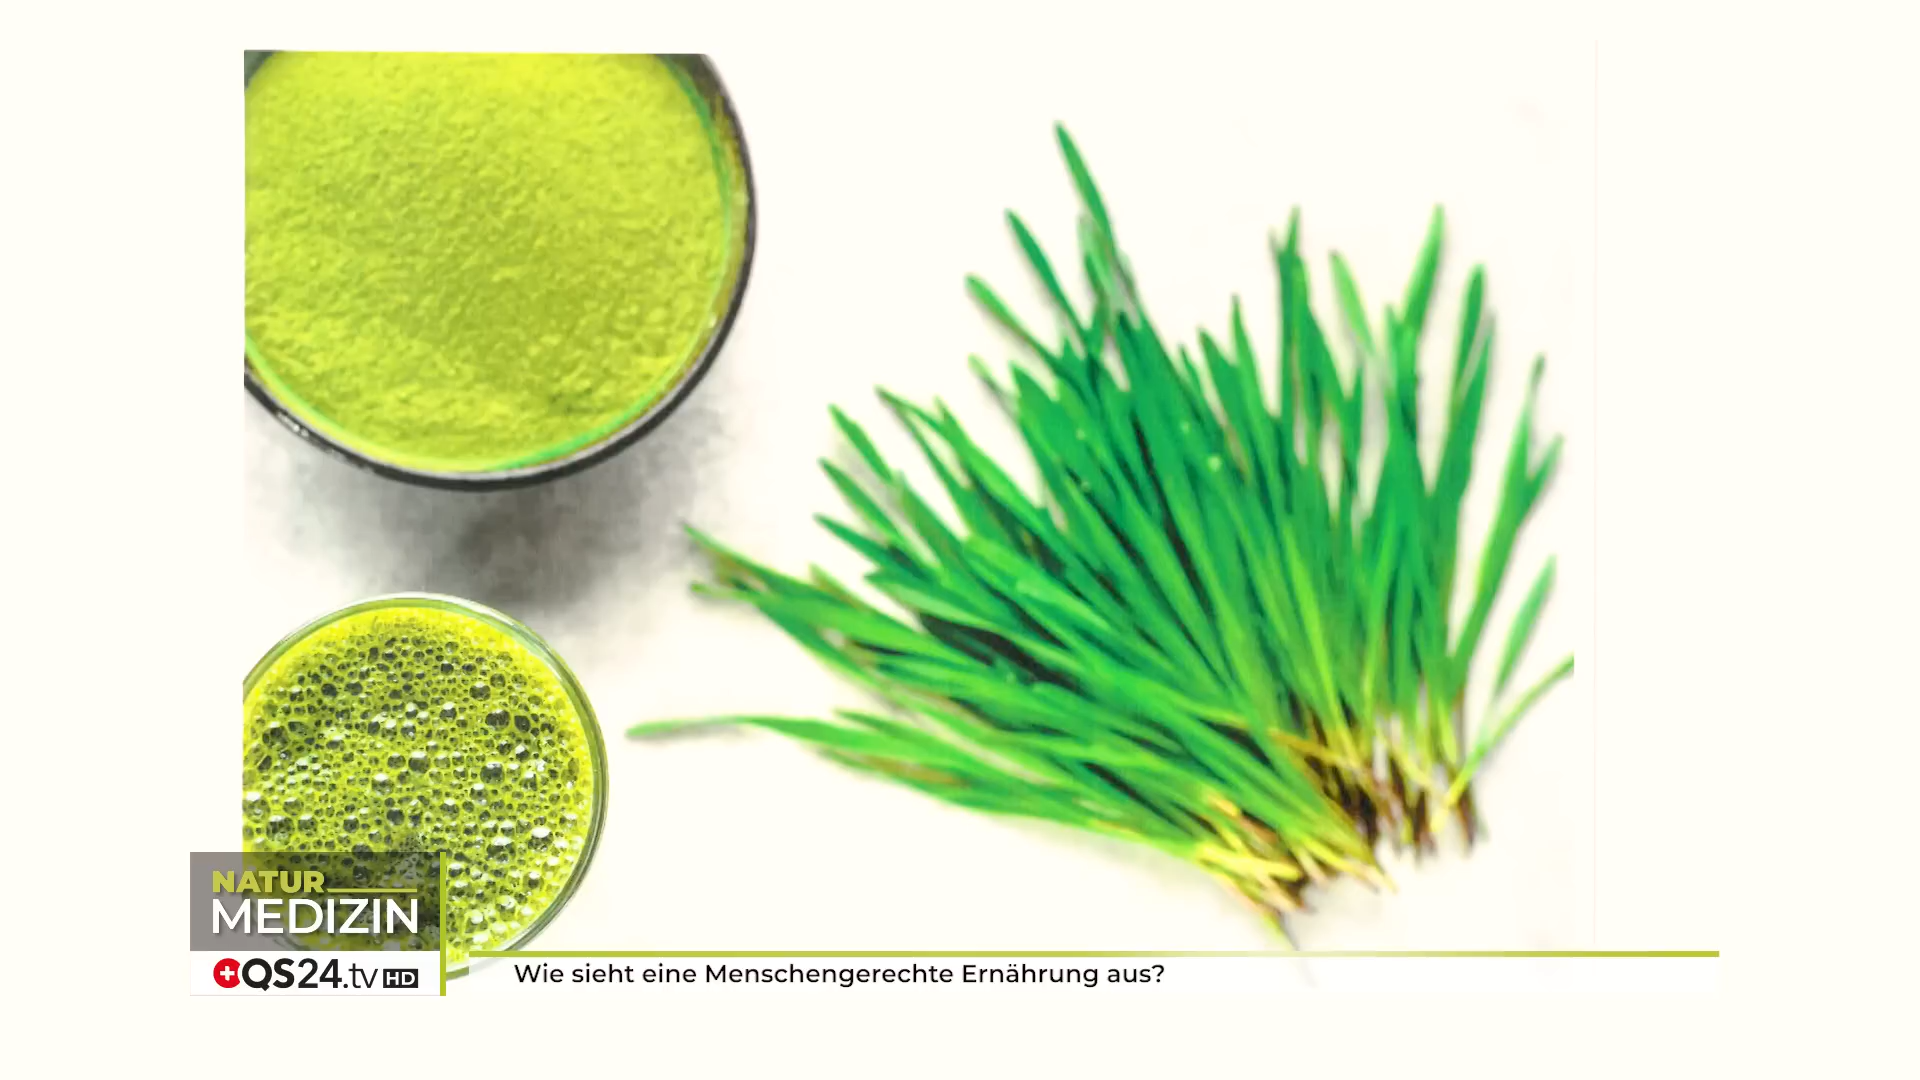 NATUR
MEDIZIN
QS24.tv HD
Wie sieht eine Menschengerechte Ernährung aus?